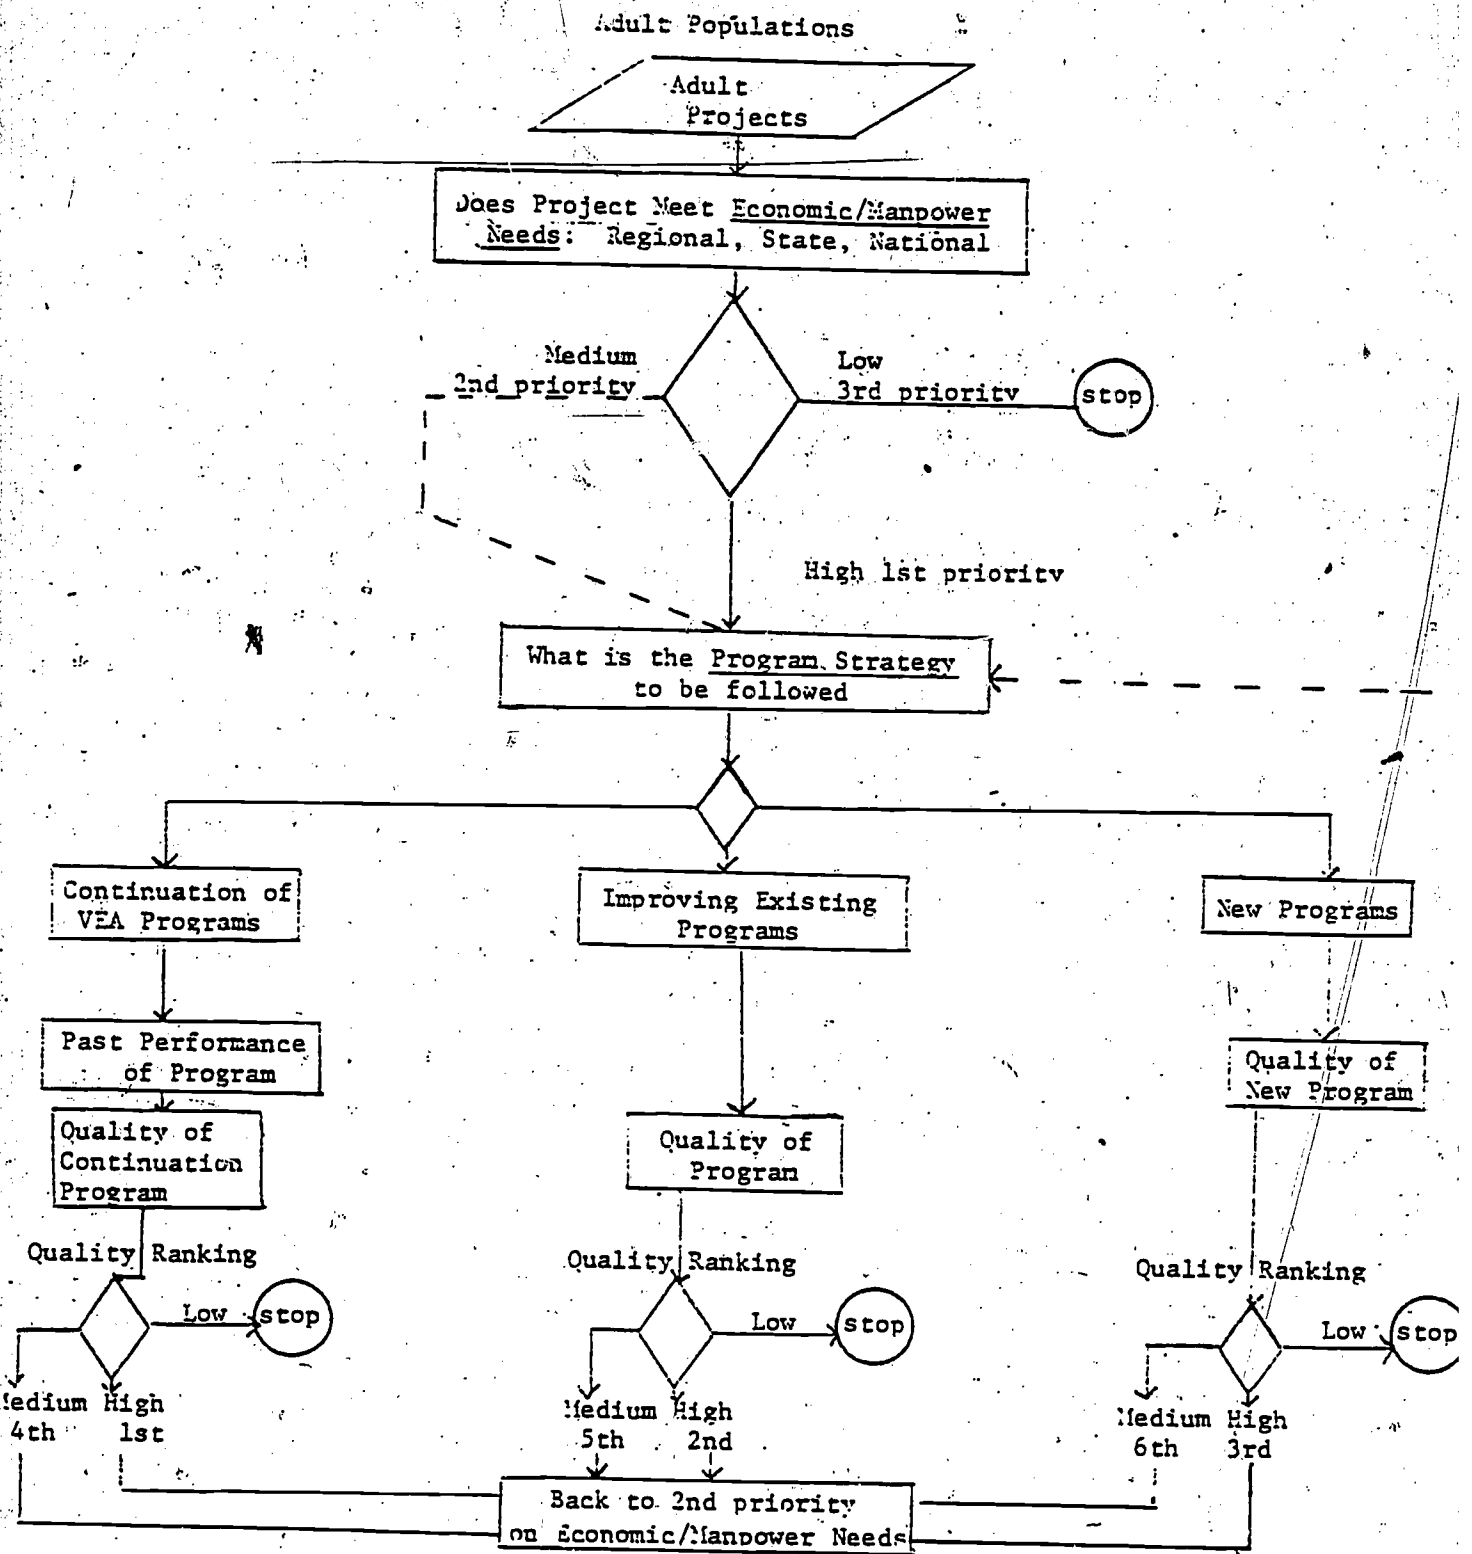 Adult Populations
Adult
Projects
Does Project Meet Economic/Manpower
Needs: Regional, State, National
Medium
2nd priority
Low
3rd priority
stop
High 1st priority
What is the Program Strategy
to be followed
Continuation of
VEA Programs
Improving Existing
Programs
New Programs
Past Performance
of Program
Quality of
New Program
Quality of
Continuation
Program
Quality of
Program
Quality Ranking
Quality Ranking
Quality Ranking
Low
stop
Low
stop
Low
stop
Medium High
4th 1st
Medium High
5th 2nd
Medium High
6th 3rd
Back to 2nd priority
on Economic/Manpower Needs